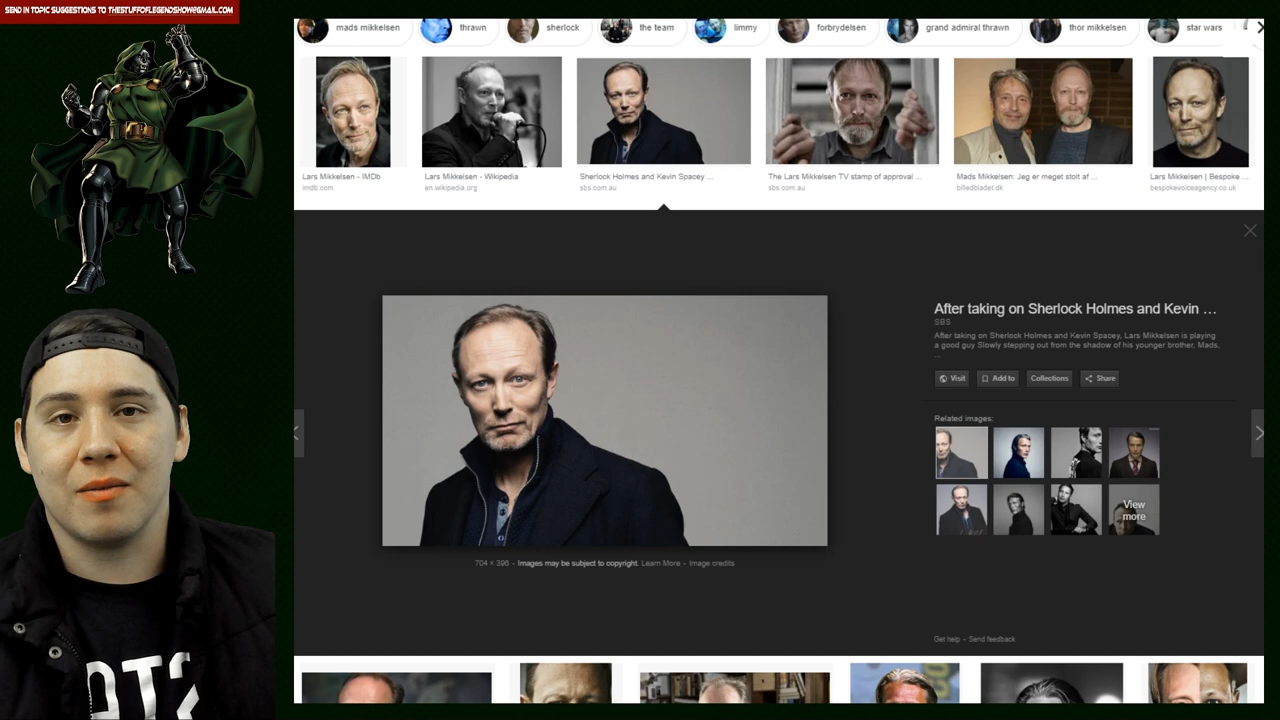 SEND IN TOPIC SUGGESTIONS TO THESTUFFOFLEGENDSHOW@GMAIL.COM
mads mikkelsen
thrawn
sherlock
the team
limmy
forbrydelsen
grand admiral thrawn
thor mikkelsen
star wars
Lars Mikkelsen - IMDb
imdb.com
Lars Mikkelsen - Wikipedia
en.wikipedia.org
Sherlock Holmes and Kevin Spacey ...
sbs.com.au
The Lars Mikkelsen TV stamp of approval ...
sbs.com.au
Mads Mikkelsen: Jeg er meget stolt af ...
billedbladet.dk
Lars Mikkelsen | Bespoke ...
bespokevoiceagency.co.uk
After taking on Sherlock Holmes and Kevin ...
SBS
After taking on Sherlock Holmes and Kevin Spacey, Lars Mikkelsen is playing
a good guy Slowly stepping out from the shadow of his younger brother, Mads,
...
Visit
Add to
Collections
Share
Related images:
View
more
704 × 396 - Images may be subject to copyright. Learn More - Image credits
Get help - Send feedback